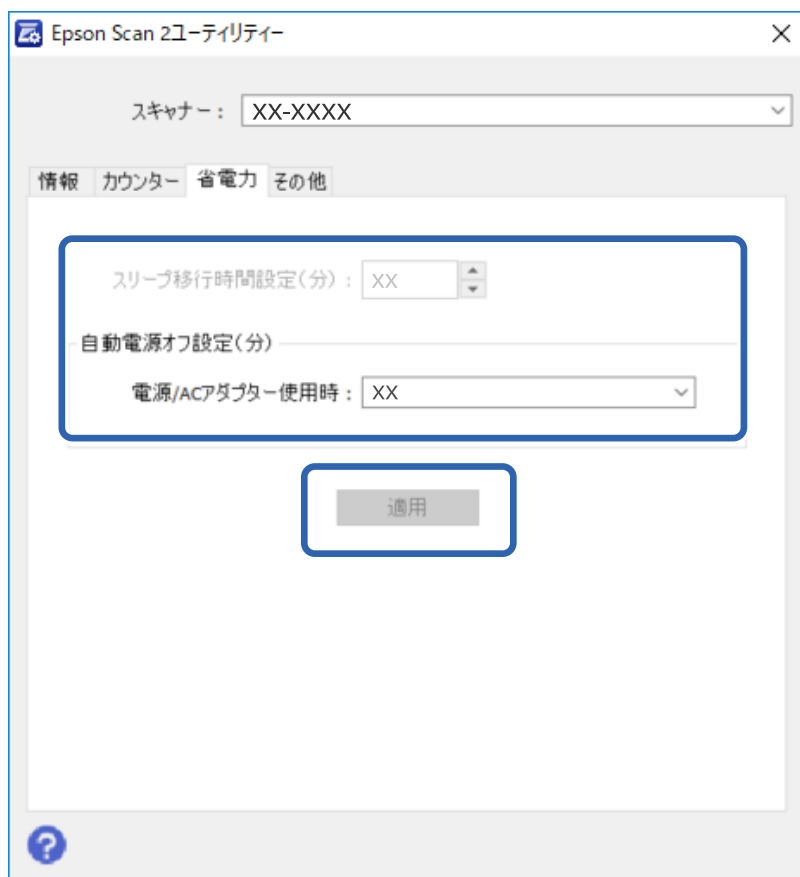 Epson Scan 2ユーティリティー
スキャナー： XX-XXXX
情報 カウンター 省電力 その他
スリープ移行時間設定(分)： XX
自動電源オフ設定(分)
電源/ACアダプター使用時： XX
適用
?